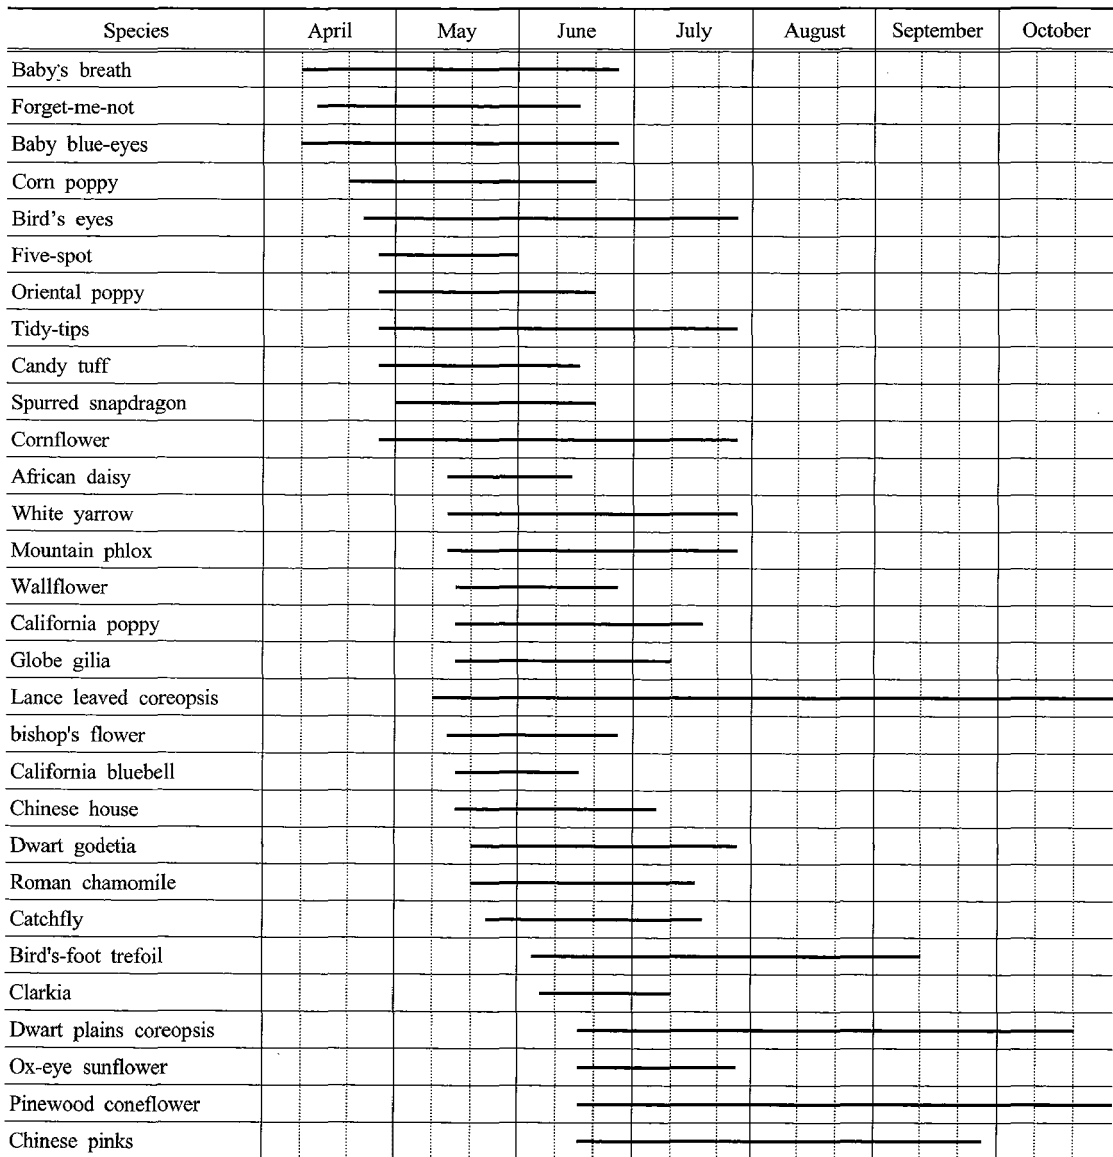 Species April May June July August September October
Baby's breath
Forget-me-not
Baby blue-eyes
Corn poppy
Bird's eyes
Five-spot
Oriental poppy
Tidy-tips
Candy tuff
Spurred snapdragon
Cornflower
African daisy
White yarrow
Mountain phlox
Wallflower
California poppy
Globe gilia
Lance leaved coreopsis
bishop's flower
California bluebell
Chinese house
Dwart godetia
Roman chamomile
Catchfly
Bird's-foot trefoil
Clarkia
Dwart plains coreopsis
Ox-eye sunflower
Pinewood coneflower
Chinese pinks